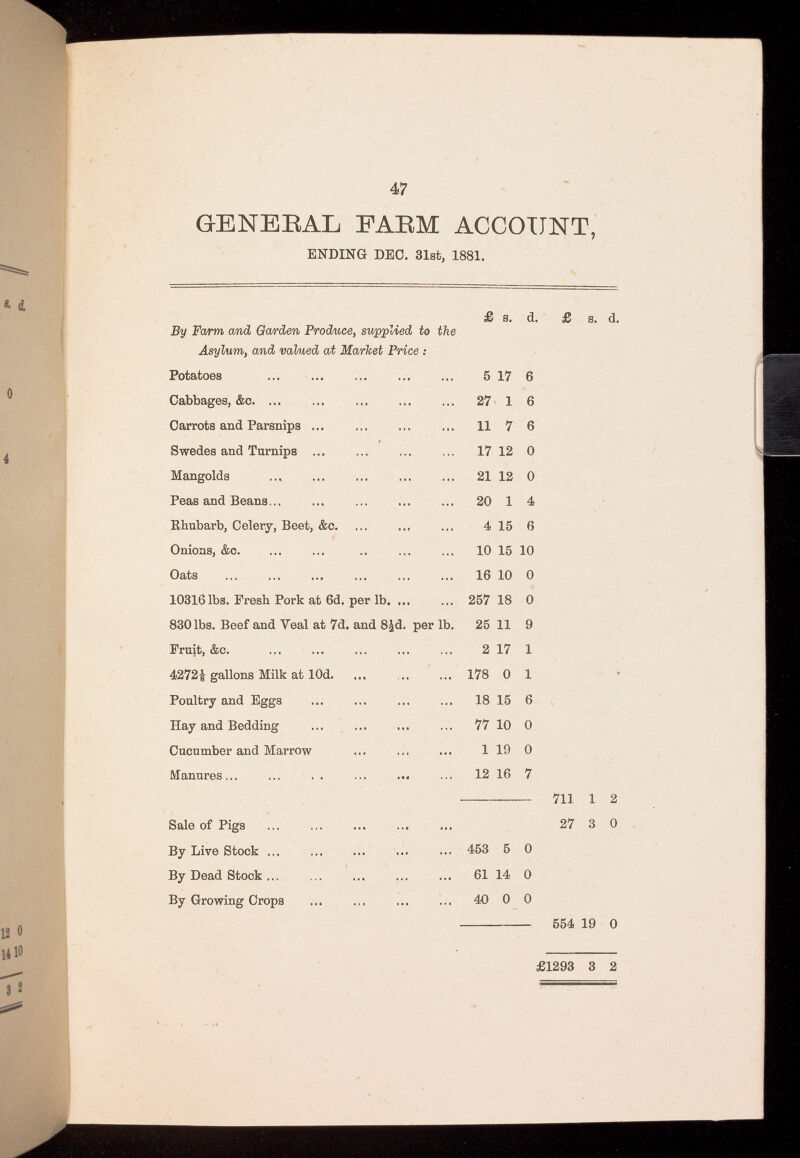 47
GENERAL FARM ACCOUNT,
ENDING DEC. 31st, 1881.
£ s. d. £ s. d.
By Farm and Garden Produce, supplied to the
Asylum, and valued at Market Price :
Potatoes ... ... ... ... ... 5 17 6
Cabbages, &c. ... ... ... ... ... 27 1 6
Carrots and Parsnips ... ... ... ... 11 7 6
Swedes and Turnips ... ... ... ... 17 12 0
Mangolds ... ... ... ... ... 21 12 0
Peas and Beans... ... ... ... ... 20 1 4
Rhubarb, Celery, Beet, &c. ... ... ... 4 15 6
Onions, &c. ... ... .. ... ... 10 15 10
Oats ... ... ... ... ... ... 16 10 0
10316 lbs. Fresh Pork at 6d. per lb. ... ... 257 18 0
830 lbs. Beef and Veal at 7d. and 8½d. per lb. 25 11 9
Fruit, &c. ... ... ... ... ... 2 17 1
gallons Milk at 10d. ... .. ... 178 0 1
Poultry and Eggs ... ... ... ... 18 15 6
Hay and Bedding ... ... ... ... 77 10 0
Cucumber and Marrow ... ... ... 1 19 0
Manures... ... .. ... ... ... 12 16 7
711 1 2
Sale of Pigs ... ... ... ... ... 27 3 0
By Live Stock ... ... ... ... ... 453 5 0
By Dead Stock ... ... ... ... ... 61 14 0
By Growing Crops ... ... ... ... 40 0 0
554 19 0
£1293 3 2
s. d.
0
4
12 0
14 10
3 2